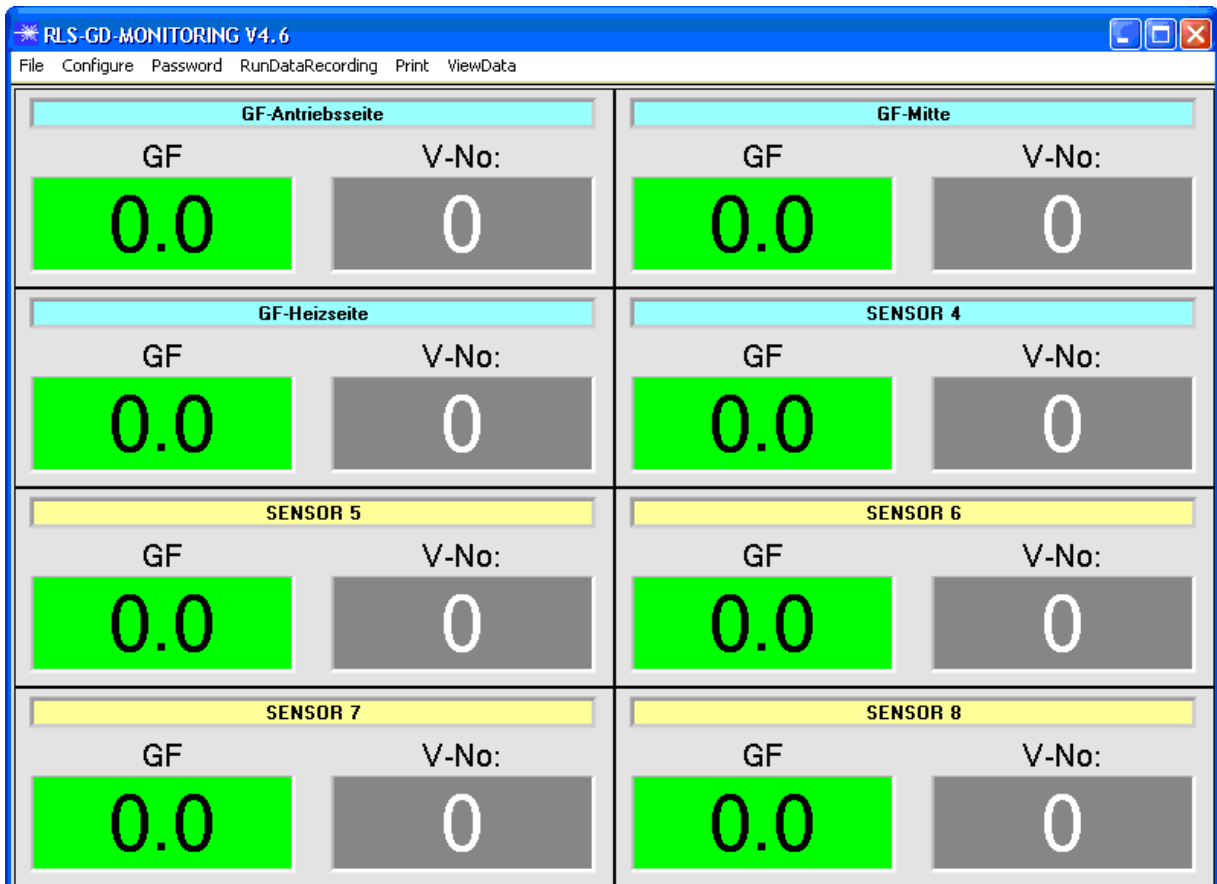 RLS-GD-MONITORING V4.6
File Configure Password RunDataRecording Print ViewData
GF-Antriebsseite
GF V-No:
0.0 0
GF-Mitte
GF V-No:
0.0 0
GF-Heizseite
GF V-No:
0.0 0
SENSOR 4
GF V-No:
0.0 0
SENSOR 5
GF V-No:
0.0 0
SENSOR 6
GF V-No:
0.0 0
SENSOR 7
GF V-No:
0.0 0
SENSOR 8
GF V-No:
0.0 0